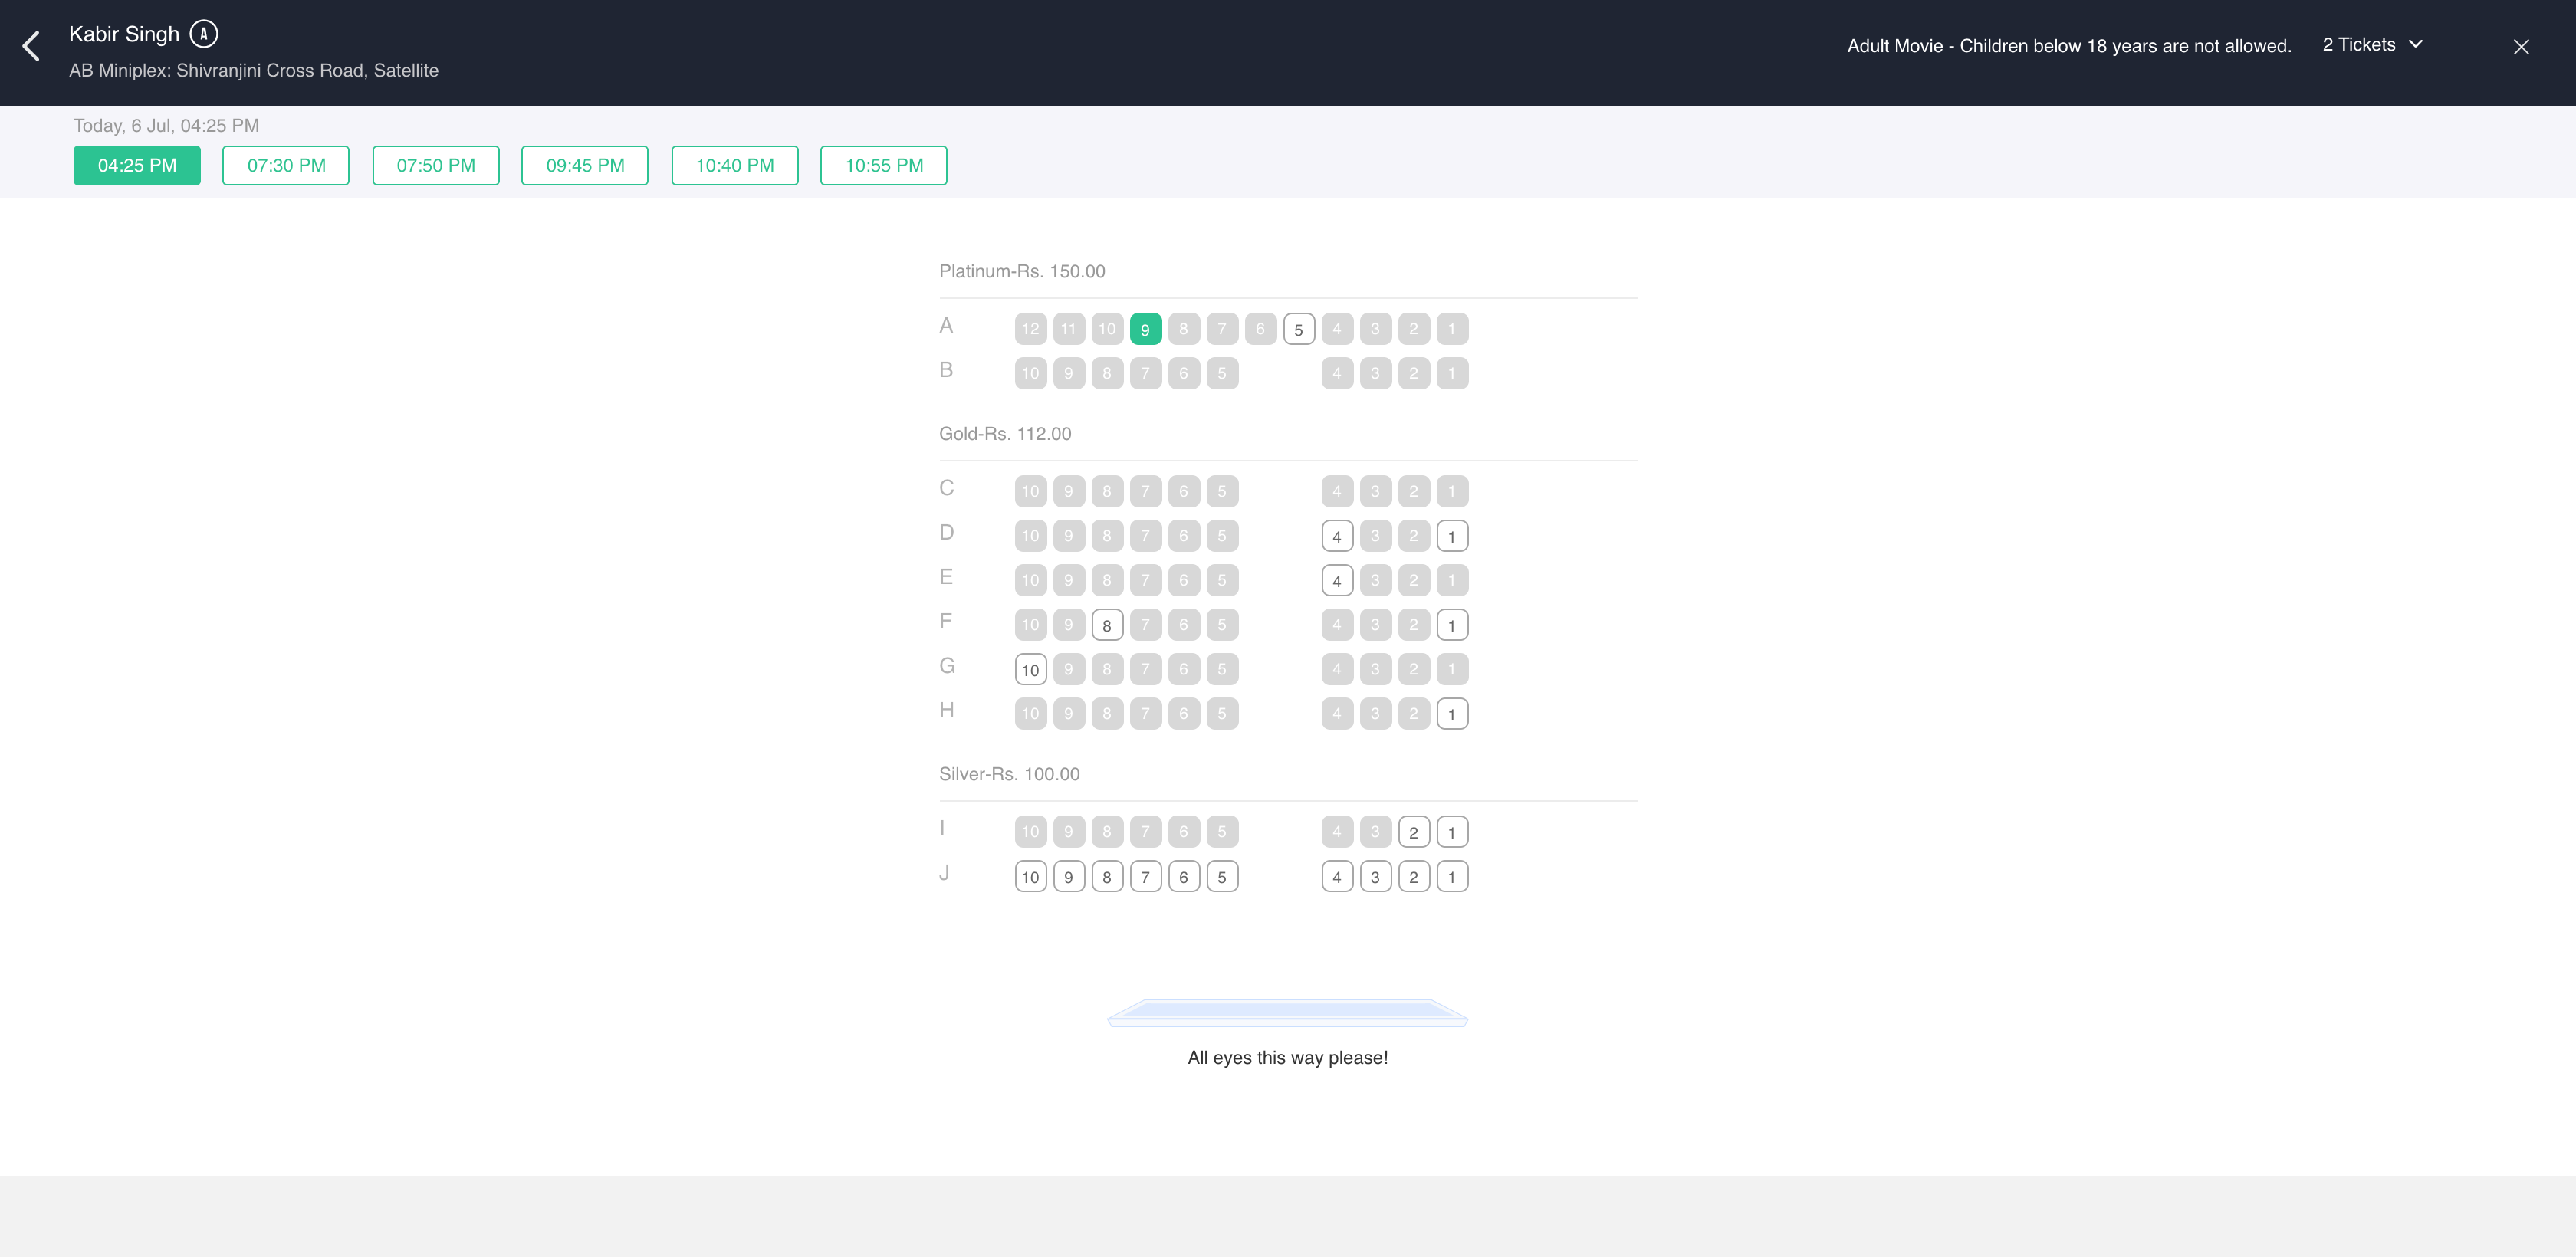 Kabir Singh A
AB Miniplex: Shivranjini Cross Road, Satellite
Adult Movie - Children below 18 years are not allowed.
2 Tickets
Today, 6 Jul, 04:25 PM
04:25 PM 07:30 PM 07:50 PM 09:45 PM 10:40 PM 10:55 PM
Platinum-Rs. 150.00
A 12 11 10 9 8 7 6 5 4 3 2 1
B 10 9 8 7 6 5 4 3 2 1
Gold-Rs. 112.00
C 10 9 8 7 6 5 4 3 2 1
D 10 9 8 7 6 5 4 3 2 1
E 10 9 8 7 6 5 4 3 2 1
F 10 9 8 7 6 5 4 3 2 1
G 10 9 8 7 6 5 4 3 2 1
H 10 9 8 7 6 5 4 3 2 1
Silver-Rs. 100.00
I 10 9 8 7 6 5 4 3 2 1
J 10 9 8 7 6 5 4 3 2 1
All eyes this way please!